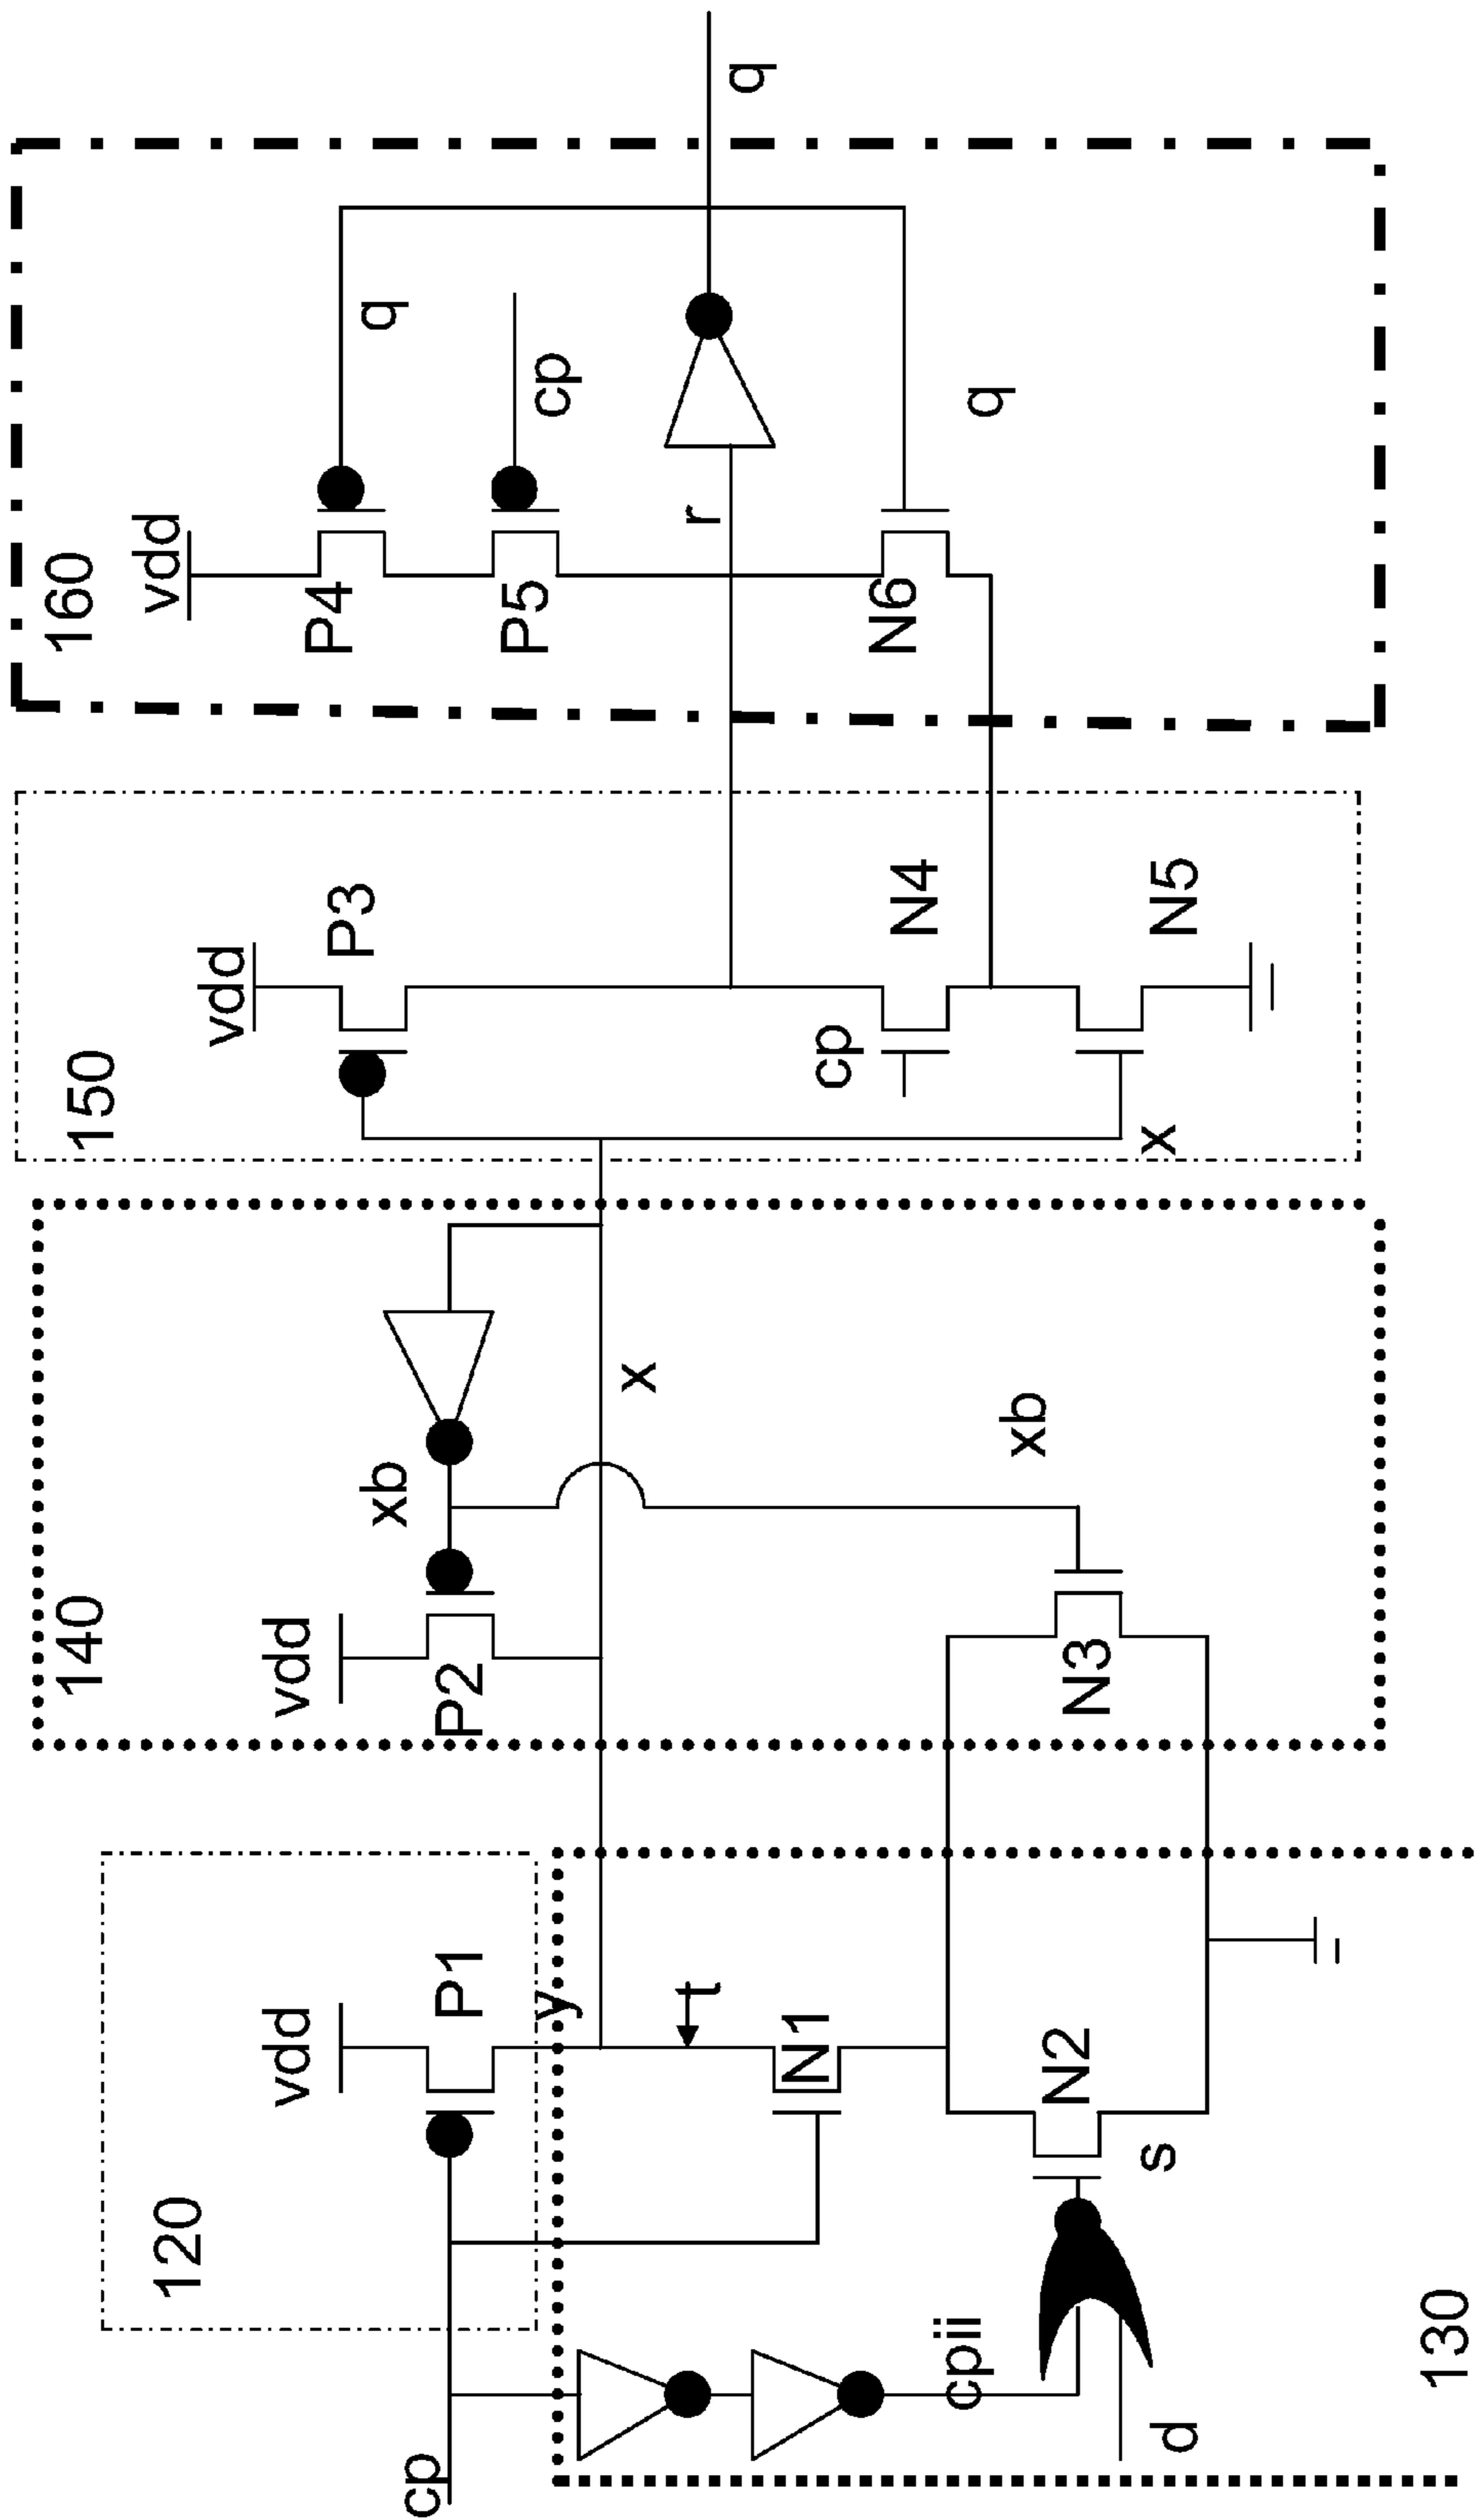 120
vdd
P1
cp
y
t
N1
cpii
N2
s
d
130
140
vdd
P2
xb
x
xb
N3
150
vdd
P3
cp
N4
x
N5
160
vdd
P4
q
P5
cp
r
N6
q
q